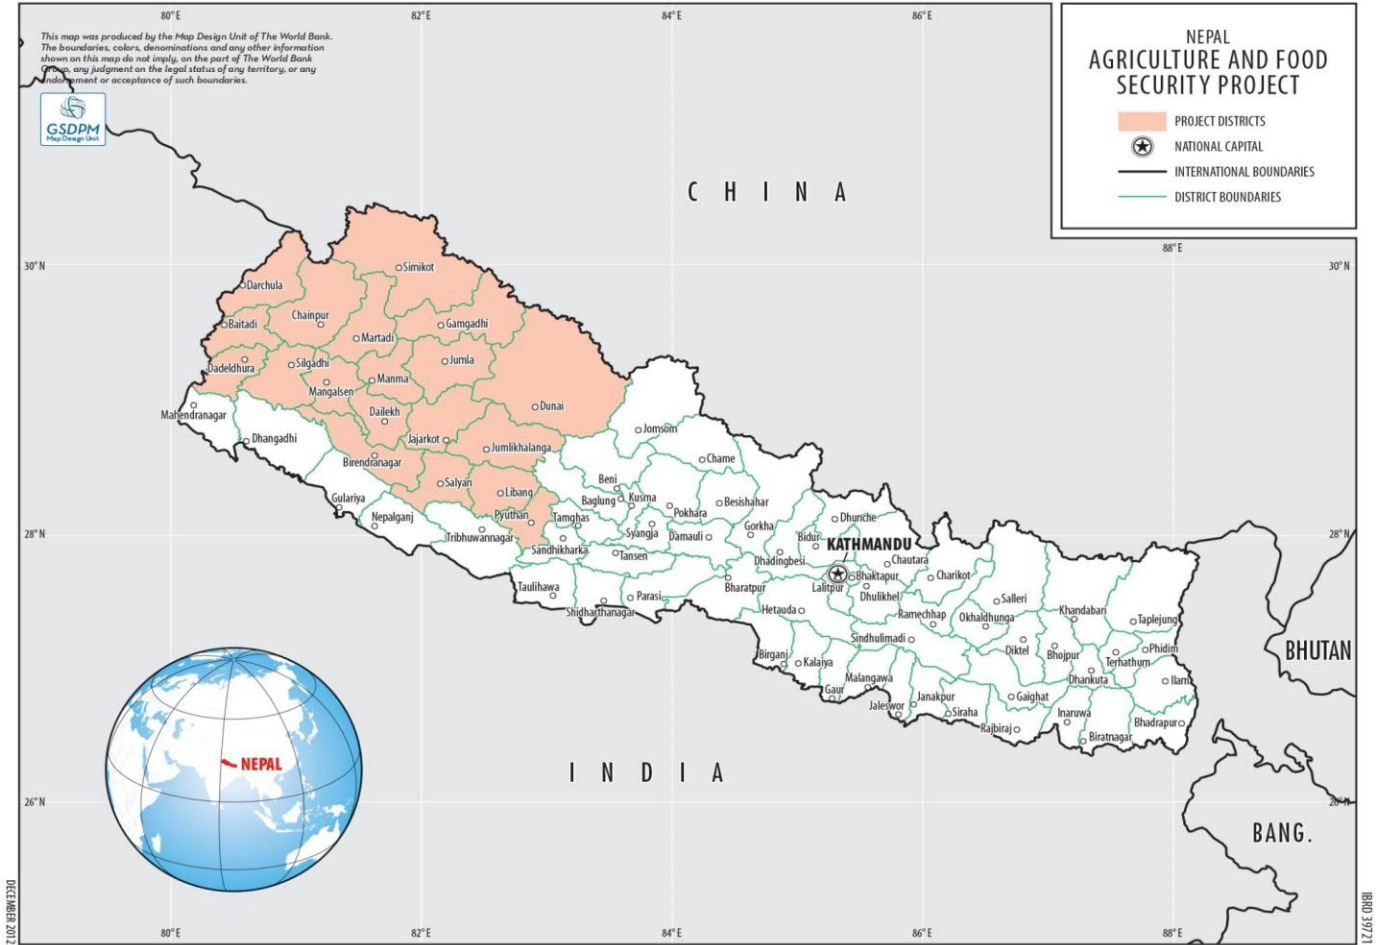 80°E
82°E
84°E
86°E
This map was produced by the Map Design Unit of The World Bank.
The boundaries, colors, denominations and any other information
shown on this map do not imply, on the part of The World Bank
Group, any judgment on the legal status of any territory, or any
endorsement or acceptance of such boundaries.
GSDPM
Map Design Unit
NEPAL
AGRICULTURE AND FOOD
SECURITY PROJECT
PROJECT DISTRICTS
NATIONAL CAPITAL
INTERNATIONAL BOUNDARIES
DISTRICT BOUNDARIES
CHINA
88°E
30°N
30°N
Simikot
Darchula
Chainpur
Baitadi
Gamgadhi
Martadi
Jumla
Silgadhi
Dadeldhura
Manma
Mangalsen
Dunai
Dailekh
Mahendranagar
Jomsom
Dhangadhi
Jajarkot
Jumlikhalanga
Chame
Birendranagar
Beni
Salyan
Libang
Gulariya
Baglung
Kusma
Besishahar
Pokhara
Nepalganj
Pyuthan
Tamghas
Dhunche
Gorkha
28°N
Tribhuwannagar
Syangja
Damauli
Bidur
28°N
KATHMANDU
Sandhikharka
Tansen
Dhadingbesi
Chautara
Bhaktapur
Charikot
Taulihawa
Bharatpur
Lalitpur
Dhulikhel
Parasi
Salleri
Shidharthanagar
Hetauda
Ramechhap
Okhaldhunga
Khandabari
Taplejung
Sindhulimadi
Diktel
Bhojpur
Phidim
Terhathum
BHUTAN
Birganj
Kalaiya
Malangawa
Dhankuta
Ilam
Gaur
Janakpur
Gaighat
Jaleswor
Siraha
Inaruwa
Bhadrapur
Rajbiraj
Biratnagar
NEPAL
INDIA
26°N
26°N
BANG.
DECEMBER 2012
IBRD 39721
80°E
82°E
84°E
86°E
88°E